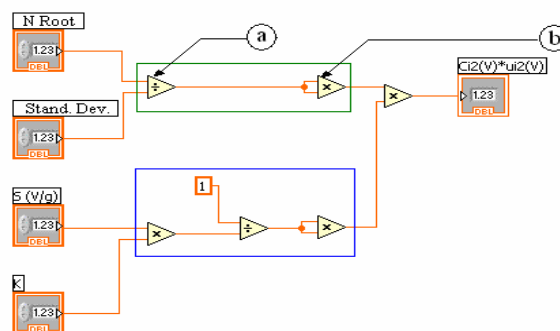 N Root
1.23
DBL
a
b
÷
×
Ci2(V)*ui2(V)
1.23
DBL
×
Stand. Dev.
1.23
DBL
S (V/g)
1.23
DBL
1
×
÷
×
K
1.23
DBL